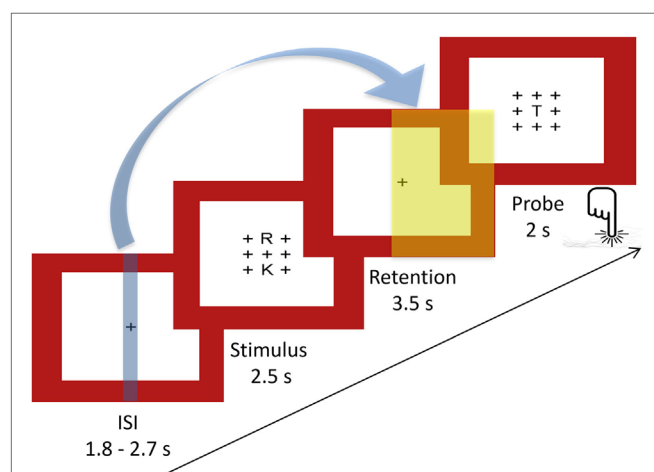 +
ISI
1.8 - 2.7 s
+ R +
+ + +
+ K +
Stimulus
2.5 s
+
Retention
3.5 s
+ + +
+ T +
+ + +
Probe
2 s